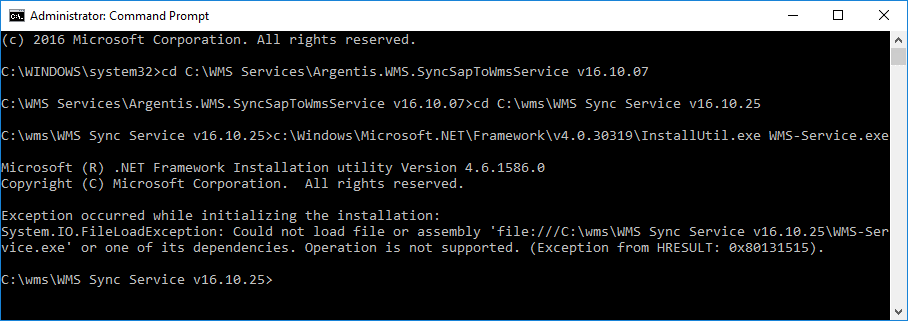 Administrator: Command Prompt
(c) 2016 Microsoft Corporation. All rights reserved.
C:\WINDOWS\system32>cd C:\WMS Services\Argentis.WMS.SyncSapToWmsService v16.10.07
C:\WMS Services\Argentis.WMS.SyncSapToWmsService v16.10.07>cd C:\wms\WMS Sync Service v16.10.25
C:\wms\WMS Sync Service v16.10.25>c:\Windows\Microsoft.NET\Framework\v4.0.30319\InstallUtil.exe WMS-Service.exe
Microsoft (R) .NET Framework Installation utility Version 4.6.1586.0
Copyright (C) Microsoft Corporation.  All rights reserved.
Exception occurred while initializing the installation:
System.IO.FileLoadException: Could not load file or assembly 'file:///C:\wms\WMS Sync Service v16.10.25\WMS-Ser
vice.exe' or one of its dependencies. Operation is not supported. (Exception from HRESULT: 0x80131515).
C:\wms\WMS Sync Service v16.10.25>